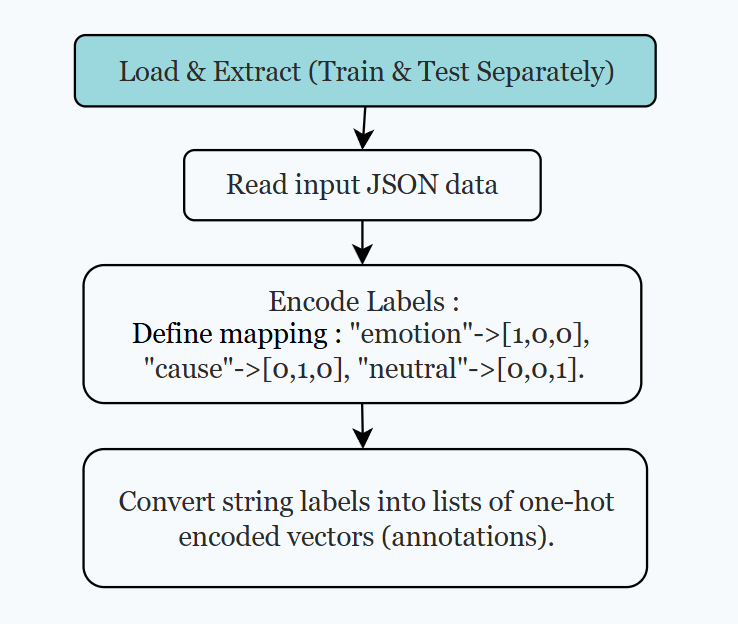 Load & Extract (Train & Test Separately)
Read input JSON data
Encode Labels :
Define mapping : "emotion"->[1,0,0],
"cause"->[0,1,0], "neutral"->[0,0,1].
Convert string labels into lists of one-hot
encoded vectors (annotations).